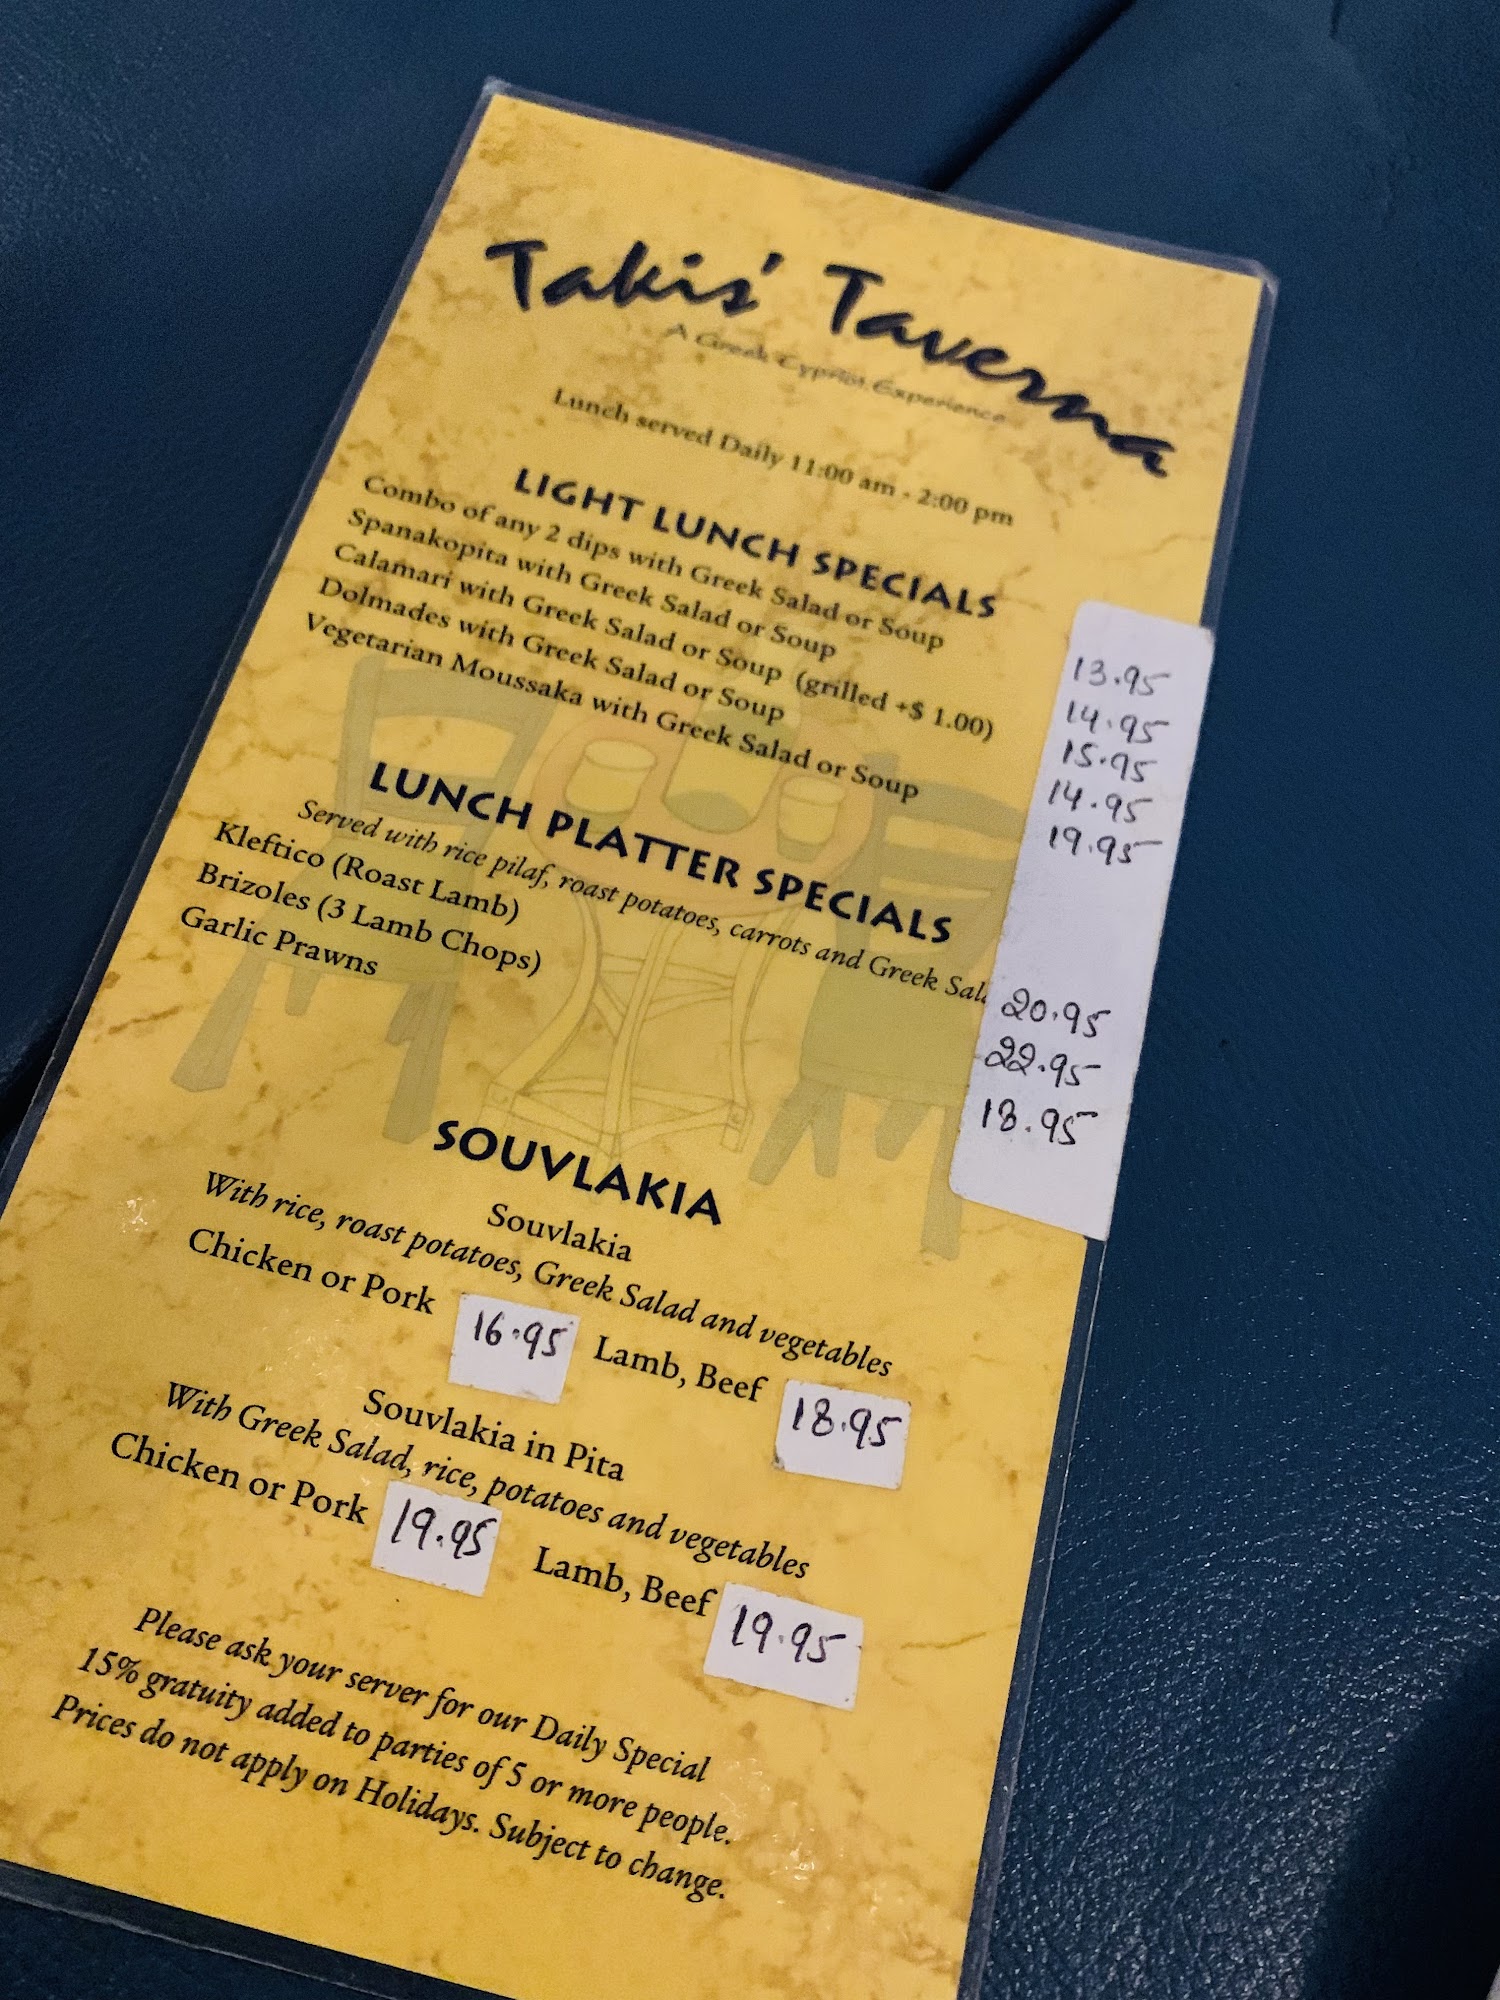 Takis' Taverna
A Greek Cypriot Experience
Lunch served Daily 11:00 am - 2:00 pm
LIGHT LUNCH SPECIALS
Combo of any 2 dips with Greek Salad or Soup 13.95
Spanakopita with Greek Salad or Soup 14.95
Calamari with Greek Salad or Soup (grilled +$ 1.00) 15.95
Dolmades with Greek Salad or Soup 14.95
Vegetarian Moussaka with Greek Salad or Soup 19.95
LUNCH PLATTER SPECIALS
Served with rice pilaf, roast potatoes, carrots and Greek Sala
Kleftico (Roast Lamb) 20.95
Brizoles (3 Lamb Chops) 22.95
Garlic Prawns 18.95
SOUVLAKIA
Souvlakia
With rice, roast potatoes, Greek Salad and vegetables
Chicken or Pork 16.95 Lamb, Beef 18.95
Souvlakia in Pita
With Greek Salad, rice, potatoes and vegetables
Chicken or Pork 19.95 Lamb, Beef 19.95
Please ask your server for our Daily Special
15% gratuity added to parties of 5 or more people.
Prices do not apply on Holidays. Subject to change.